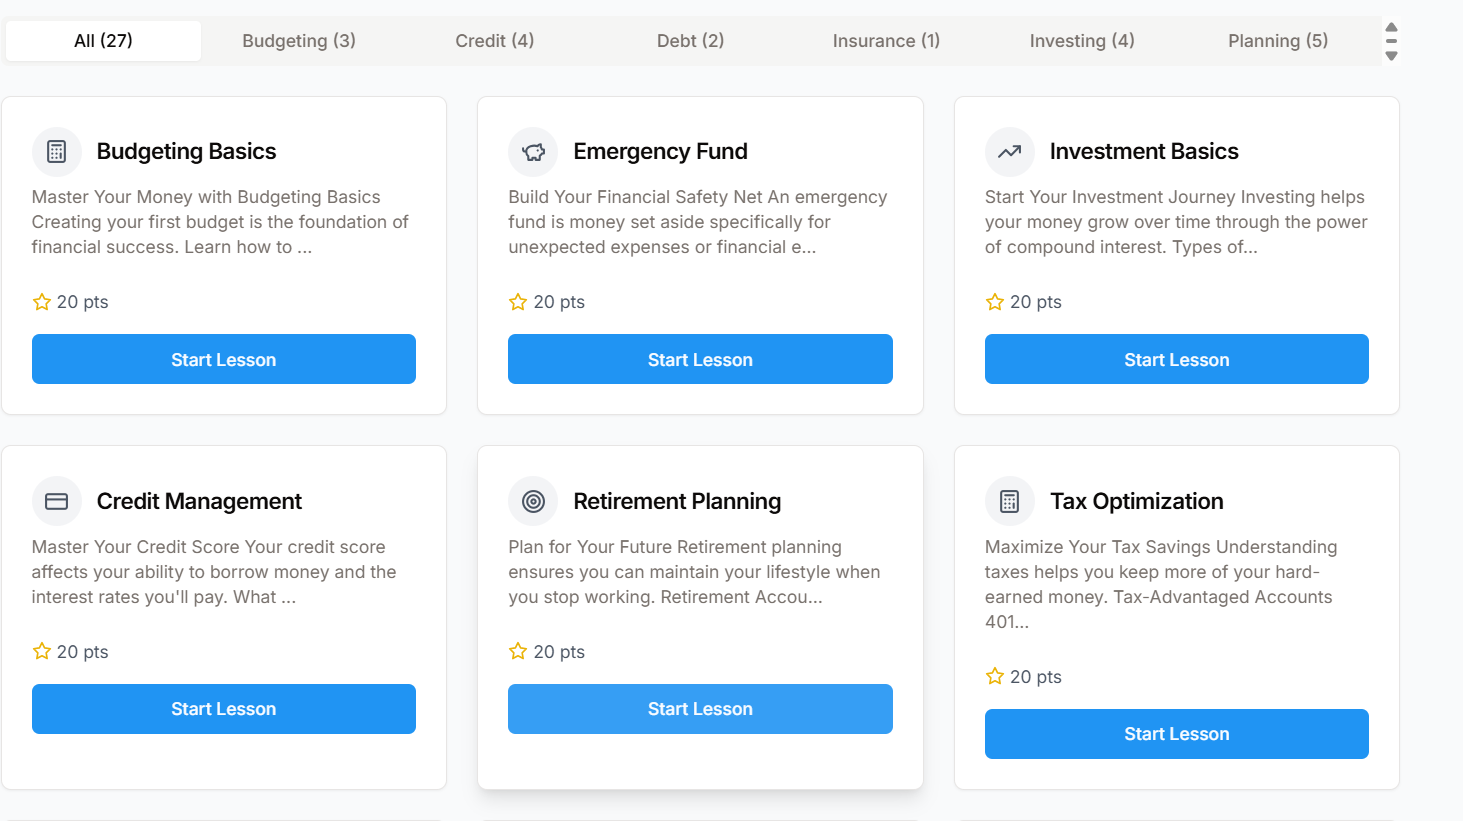 All (27)
Budgeting (3)
Credit (4)
Debt (2)
Insurance (1)
Investing (4)
Planning (5)
Budgeting Basics
Master Your Money with Budgeting Basics
Creating your first budget is the foundation of
financial success. Learn how to ...
20 pts
Start Lesson
Emergency Fund
Build Your Financial Safety Net An emergency
fund is money set aside specifically for
unexpected expenses or financial e...
20 pts
Start Lesson
Investment Basics
Start Your Investment Journey Investing helps
your money grow over time through the power
of compound interest. Types of...
20 pts
Start Lesson
Credit Management
Master Your Credit Score Your credit score
affects your ability to borrow money and the
interest rates you'll pay. What ...
20 pts
Start Lesson
Retirement Planning
Plan for Your Future Retirement planning
ensures you can maintain your lifestyle when
you stop working. Retirement Accou...
20 pts
Start Lesson
Tax Optimization
Maximize Your Tax Savings Understanding
taxes helps you keep more of your hard-
earned money. Tax-Advantaged Accounts
401...
20 pts
Start Lesson